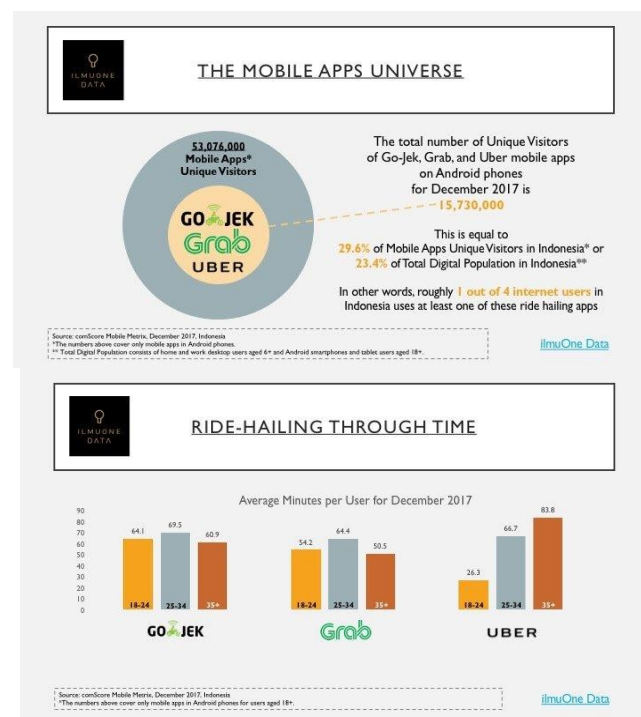 ILMUONE
DATA
THE MOBILE APPS UNIVERSE
53,076,000
Mobile Apps*
Unique Visitors
GO JEK
Grab
UBER
The total number of Unique Visitors
of Go-Jek, Grab, and Uber mobile apps
on Android phones
for December 2017 is
15,730,000
This is equal to
29.6% of Mobile Apps Unique Visitors in Indonesia* or
23.4% of Total Digital Population in Indonesia**
In other words, roughly 1 out of 4 internet users in
Indonesia uses at least one of these ride hailing apps
Source: comScore Mobile Metrix, December 2017, Indonesia
*The numbers above cover only mobile apps in Android phones.
** Total Digital Population consists of home and work desktop users aged 6+ and Android smartphones and tablet users aged 18+.
ilmuOne Data
ILMUONE
DATA
RIDE-HAILING THROUGH TIME
Average Minutes per User for December 2017
90
80
70
60
50
40
30
20
10
0
64.1 69.5 60.9
54.2 64.4 50.5
26.3 66.7 83.8
18-24 25-34 35+
18-24 25-34 35+
18-24 25-34 35+
GO JEK
Grab
UBER
Source: comScore Mobile Metrix, December 2017, Indonesia
*The numbers above cover only mobile apps in Android phones for users aged 18+.
ilmuOne Data